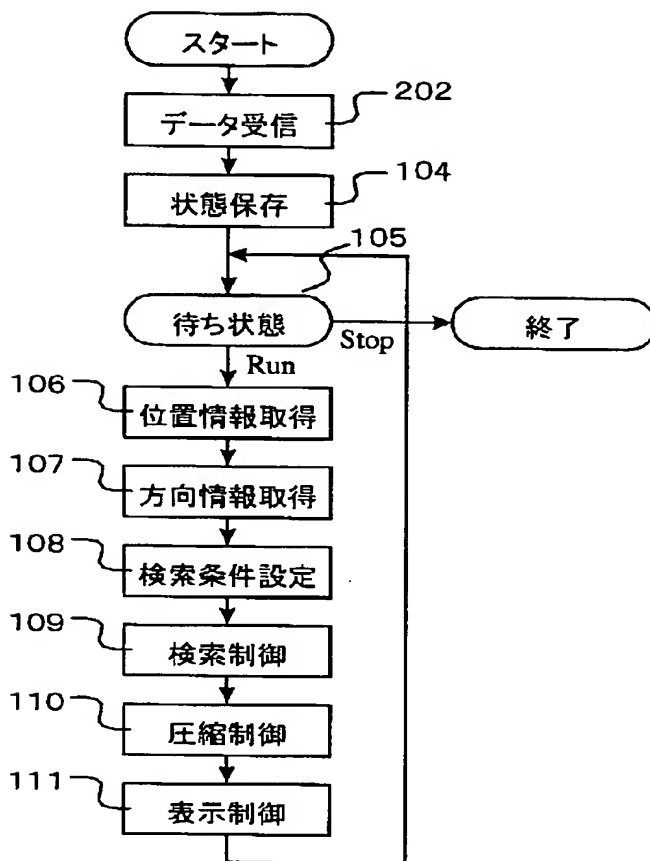 スタート
202
データ受信
104
状態保存
105
待ち状態
Stop
終了
Run
106
位置情報取得
107
方向情報取得
108
検索条件設定
109
検索制御
110
圧縮制御
111
表示制御